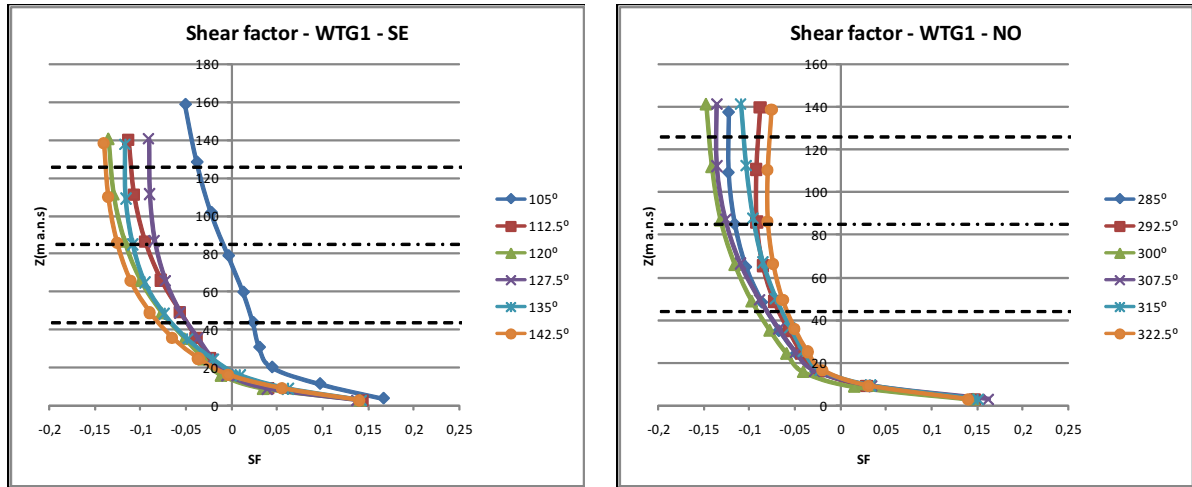 Shear factor - WTG1 - SE
180
160
140
120
100
80
60
40
20
0
Z(m a.n.s)
-0,2 -0,15 -0,1 -0,05 0 0,05 0,1 0,15 0,2 0,25
SF
105º
112.5º
120º
127.5º
135º
142.5º
Shear factor - WTG1 - NO
160
140
120
100
80
60
40
20
0
Z(m a.n.s)
-0,2 -0,15 -0,1 -0,05 0 0,05 0,1 0,15 0,2 0,25
SF
285º
292.5º
300º
307.5º
315º
322.5º